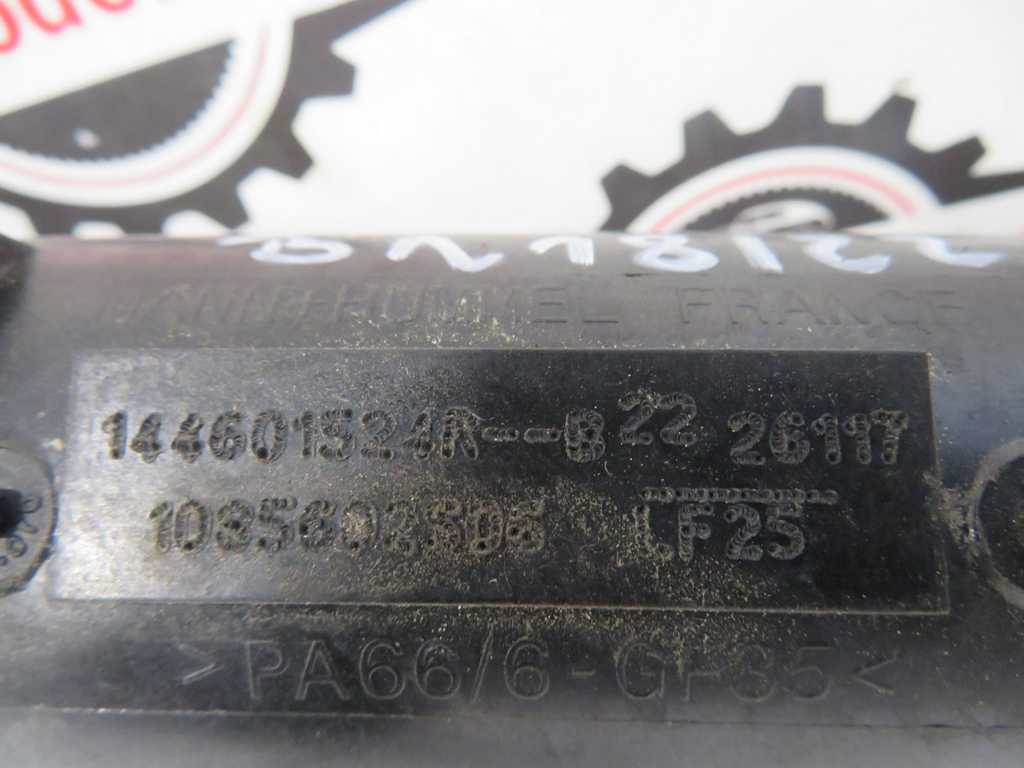 MANN+HUMMEL FRANCE
144601524R--B 22 26117
1085602S06 LF25
>PA66/6-GF35<